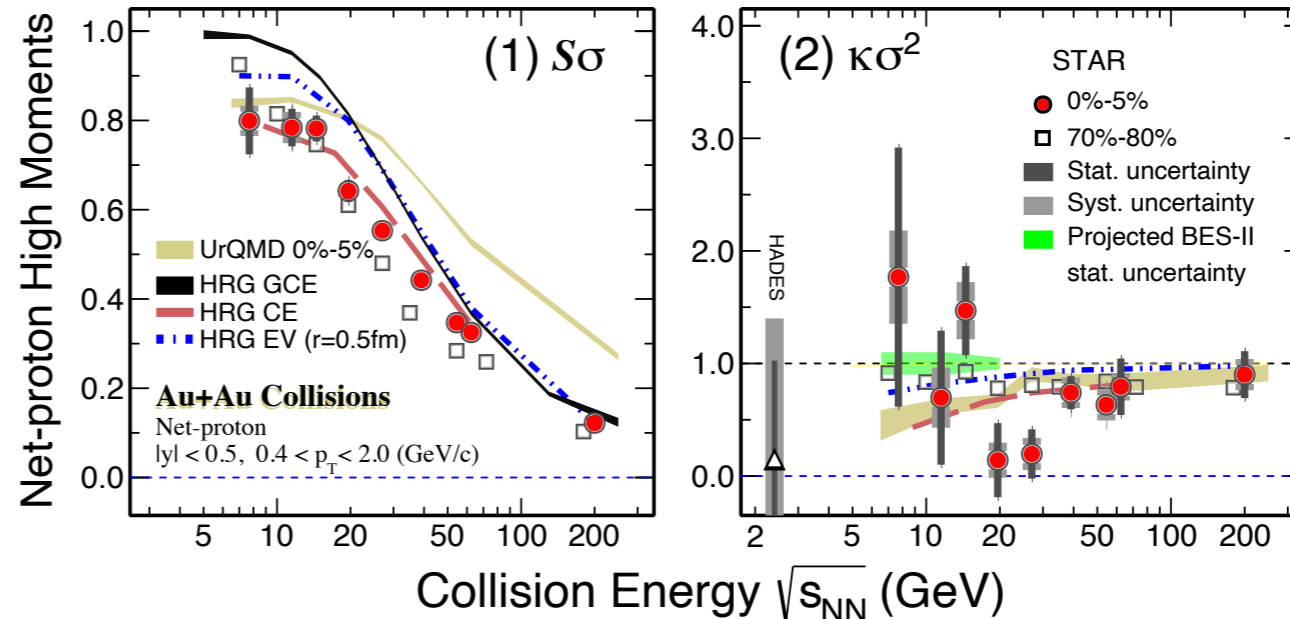 Net-proton High Moments
1.0
0.8
0.6
0.4
0.2
0.0
(1) Sσ
UrQMD 0%-5%
HRG GCE
HRG CE
HRG EV (r=0.5fm)
Au+Au Collisions
Net-proton
|y| < 0.5, 0.4 < p_T < 2.0 (GeV/c)
5 10 20 50 100 200
4.0
3.0
2.0
1.0
0.0
(2) κσ²
STAR
0%-5%
70%-80%
Stat. uncertainty
Syst. uncertainty
Projected BES-II
stat. uncertainty
HADES
2 5 10 20 50 100 200
Collision Energy √s_NN (GeV)